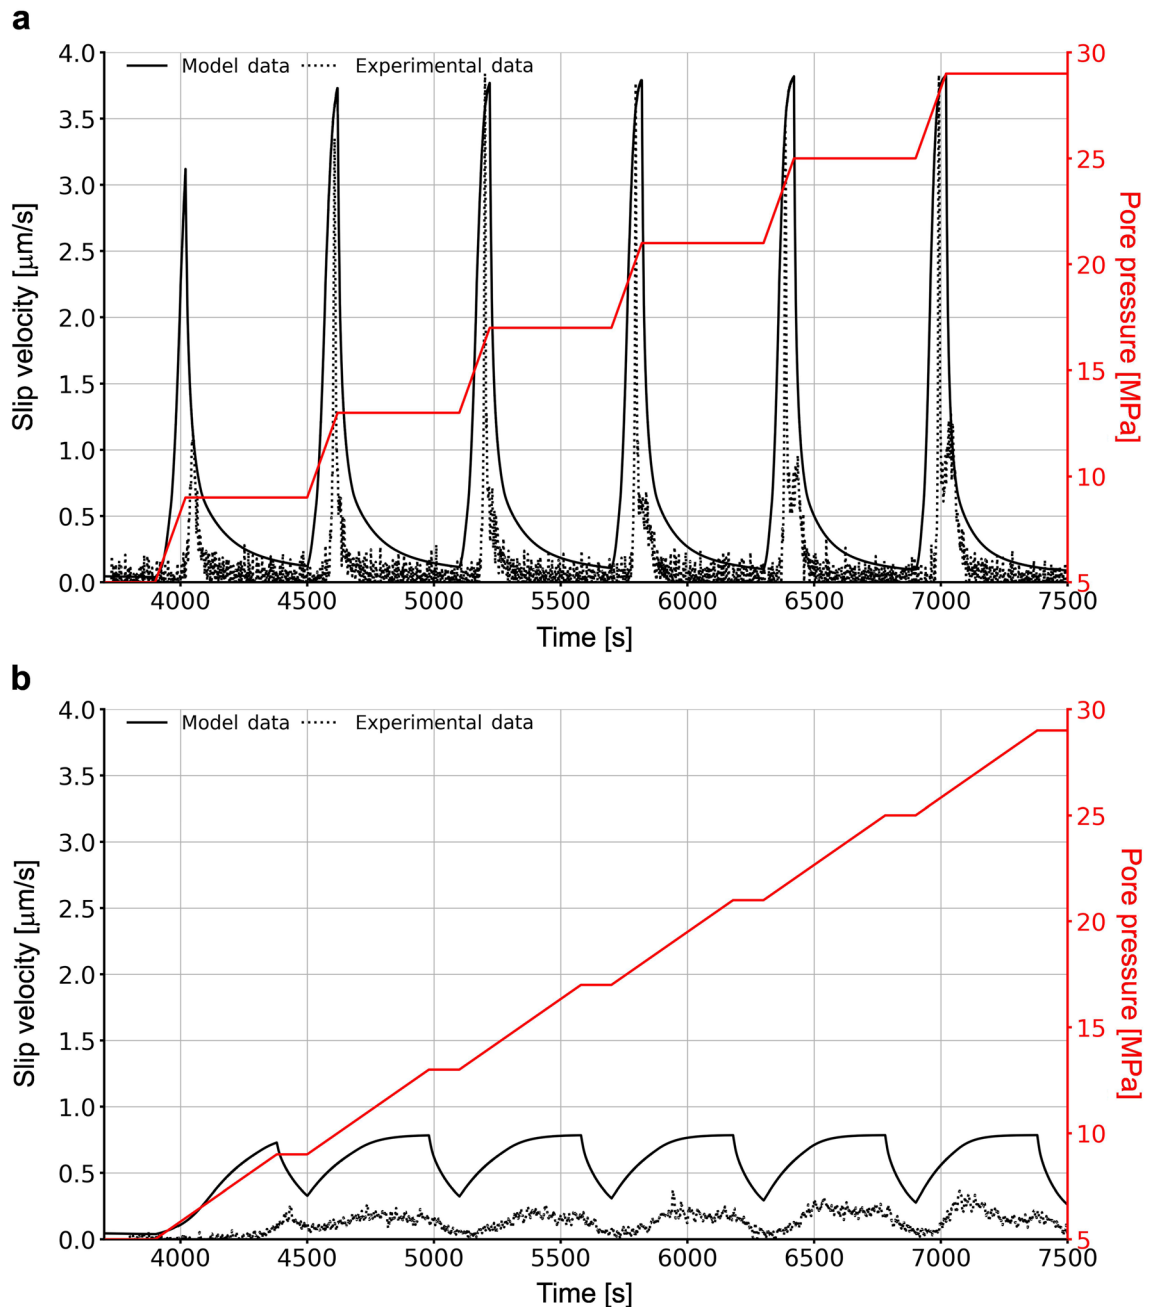 a
Model data
Experimental data
4.0
3.5
3.0
2.5
2.0
1.5
1.0
0.5
0.0
Slip velocity [μm/s]
30
25
20
15
10
5
Pore pressure [MPa]
4000 4500 5000 5500 6000 6500 7000 7500
Time [s]
b
Model data
Experimental data
4.0
3.5
3.0
2.5
2.0
1.5
1.0
0.5
0.0
Slip velocity [μm/s]
30
25
20
15
10
5
Pore pressure [MPa]
4000 4500 5000 5500 6000 6500 7000 7500
Time [s]